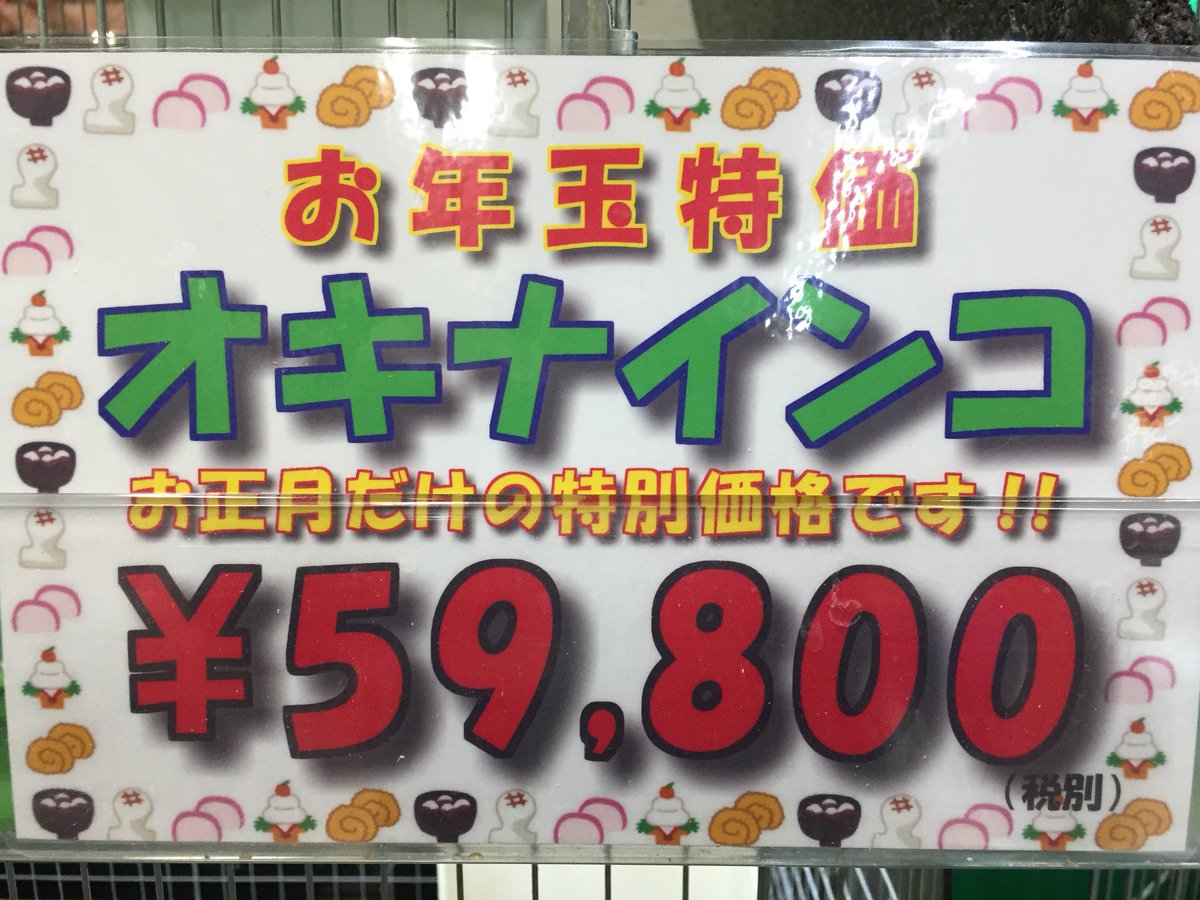 お年玉特価
オキナインコ
お正月だけの特別価格です!!
¥59,800
(税別)